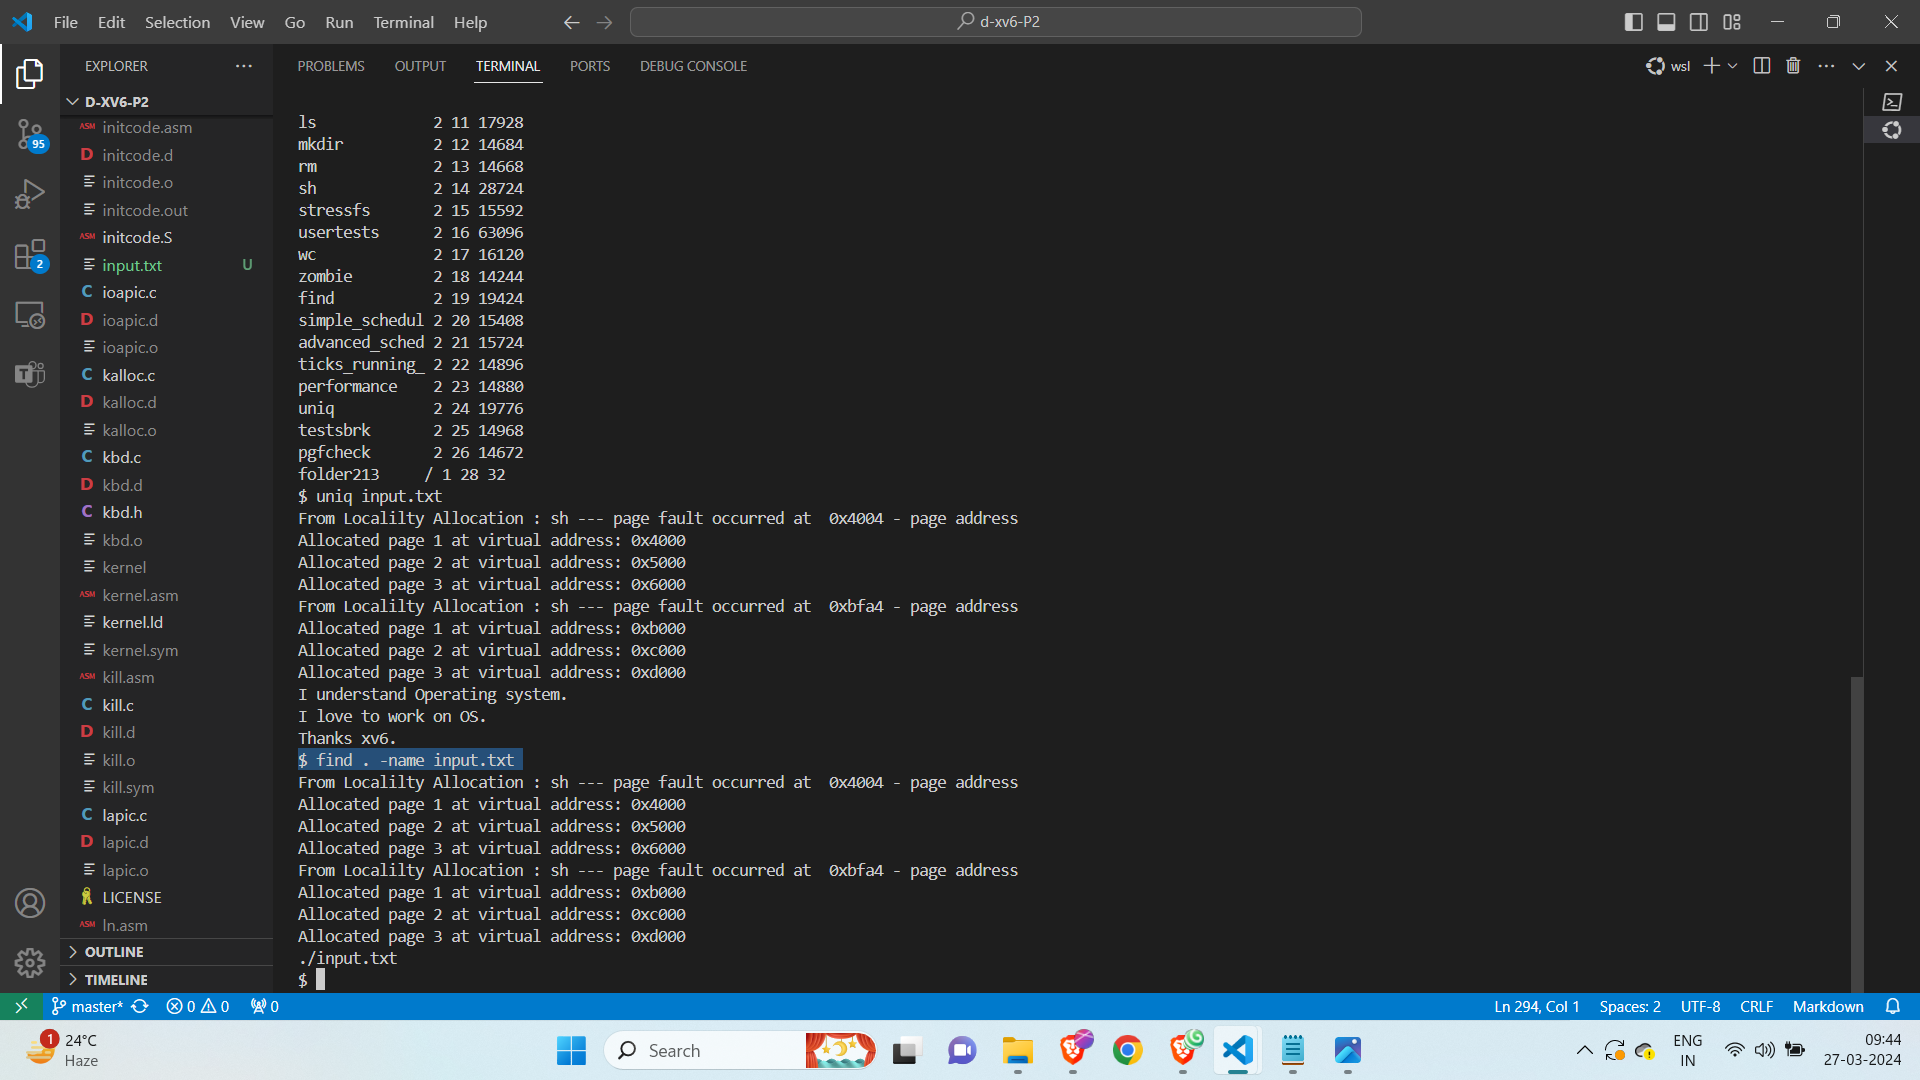 File Edit Selection View Go Run Terminal Help
d-xv6-P2
EXPLORER
PROBLEMS OUTPUT TERMINAL PORTS DEBUG CONSOLE
wsl
D-XV6-P2
ASM initcode.asm
D initcode.d
initcode.o
initcode.out
ASM initcode.S
input.txt U
C ioapic.c
D ioapic.d
ioapic.o
C kalloc.c
D kalloc.d
kalloc.o
C kbd.c
D kbd.d
C kbd.h
kbd.o
kernel
ASM kernel.asm
kernel.ld
kernel.sym
ASM kill.asm
C kill.c
D kill.d
kill.o
kill.sym
C lapic.c
D lapic.d
lapic.o
LICENSE
ASM ln.asm
OUTLINE
TIMELINE
95
2
ls 2 11 17928
mkdir 2 12 14684
rm 2 13 14668
sh 2 14 28724
stressfs 2 15 15592
usertests 2 16 63096
wc 2 17 16120
zombie 2 18 14244
find 2 19 19424
simple_schedul 2 20 15408
advanced_sched 2 21 15724
ticks_running_ 2 22 14896
performance 2 23 14880
uniq 2 24 19776
testsbrk 2 25 14968
pgfcheck 2 26 14672
folder213 / 1 28 32
$ uniq input.txt
From Localilty Allocation : sh --- page fault occurred at 0x4004 - page address
Allocated page 1 at virtual address: 0x4000
Allocated page 2 at virtual address: 0x5000
Allocated page 3 at virtual address: 0x6000
From Localilty Allocation : sh --- page fault occurred at 0xbfa4 - page address
Allocated page 1 at virtual address: 0xb000
Allocated page 2 at virtual address: 0xc000
Allocated page 3 at virtual address: 0xd000
I understand Operating system.
I love to work on OS.
Thanks xv6.
$ find . -name input.txt
From Localilty Allocation : sh --- page fault occurred at 0x4004 - page address
Allocated page 1 at virtual address: 0x4000
Allocated page 2 at virtual address: 0x5000
Allocated page 3 at virtual address: 0x6000
From Localilty Allocation : sh --- page fault occurred at 0xbfa4 - page address
Allocated page 1 at virtual address: 0xb000
Allocated page 2 at virtual address: 0xc000
Allocated page 3 at virtual address: 0xd000
./input.txt
$
master* 0 0 0
Ln 294, Col 1 Spaces: 2 UTF-8 CRLF Markdown
1 24°C
Haze
Search
ENG
IN
09:44
27-03-2024